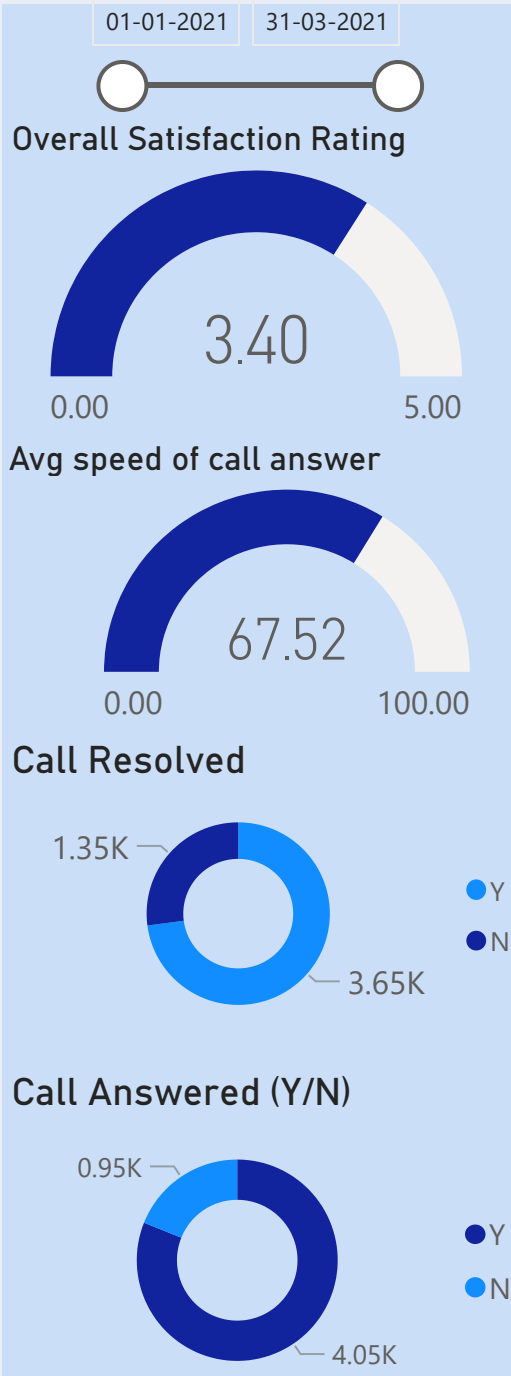 01-01-2021 31-03-2021
Overall Satisfaction Rating
3.40
0.00 5.00
Avg speed of call answer
67.52
0.00 100.00
Call Resolved
1.35K
Y
N
3.65K
Call Answered (Y/N)
0.95K
Y
N
4.05K